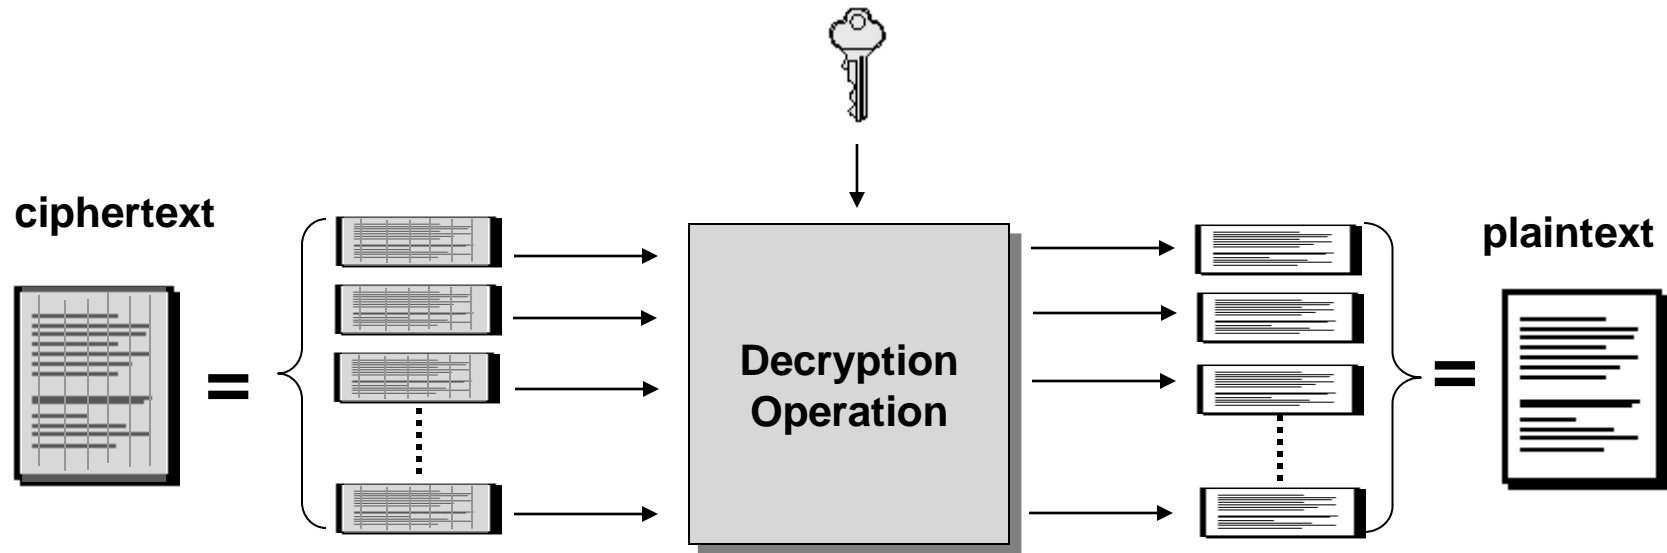 ciphertext
=
Decryption
Operation
plaintext
=